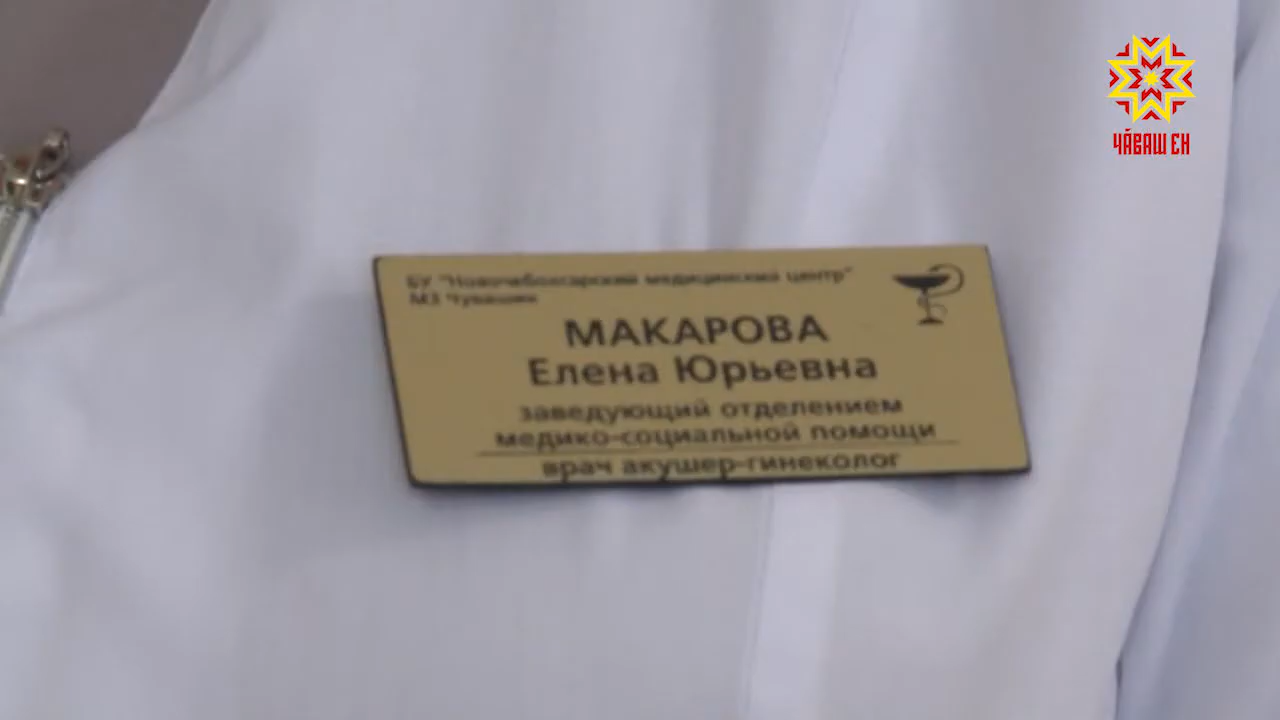 ЧĂВАШ ЕН
БУ "Новочебоксарский медицинский центр"
МЗ Чувашии
МАКАРОВА
Елена Юрьевна
заведующий отделением
медико-социальной помощи
врач акушер-гинеколог